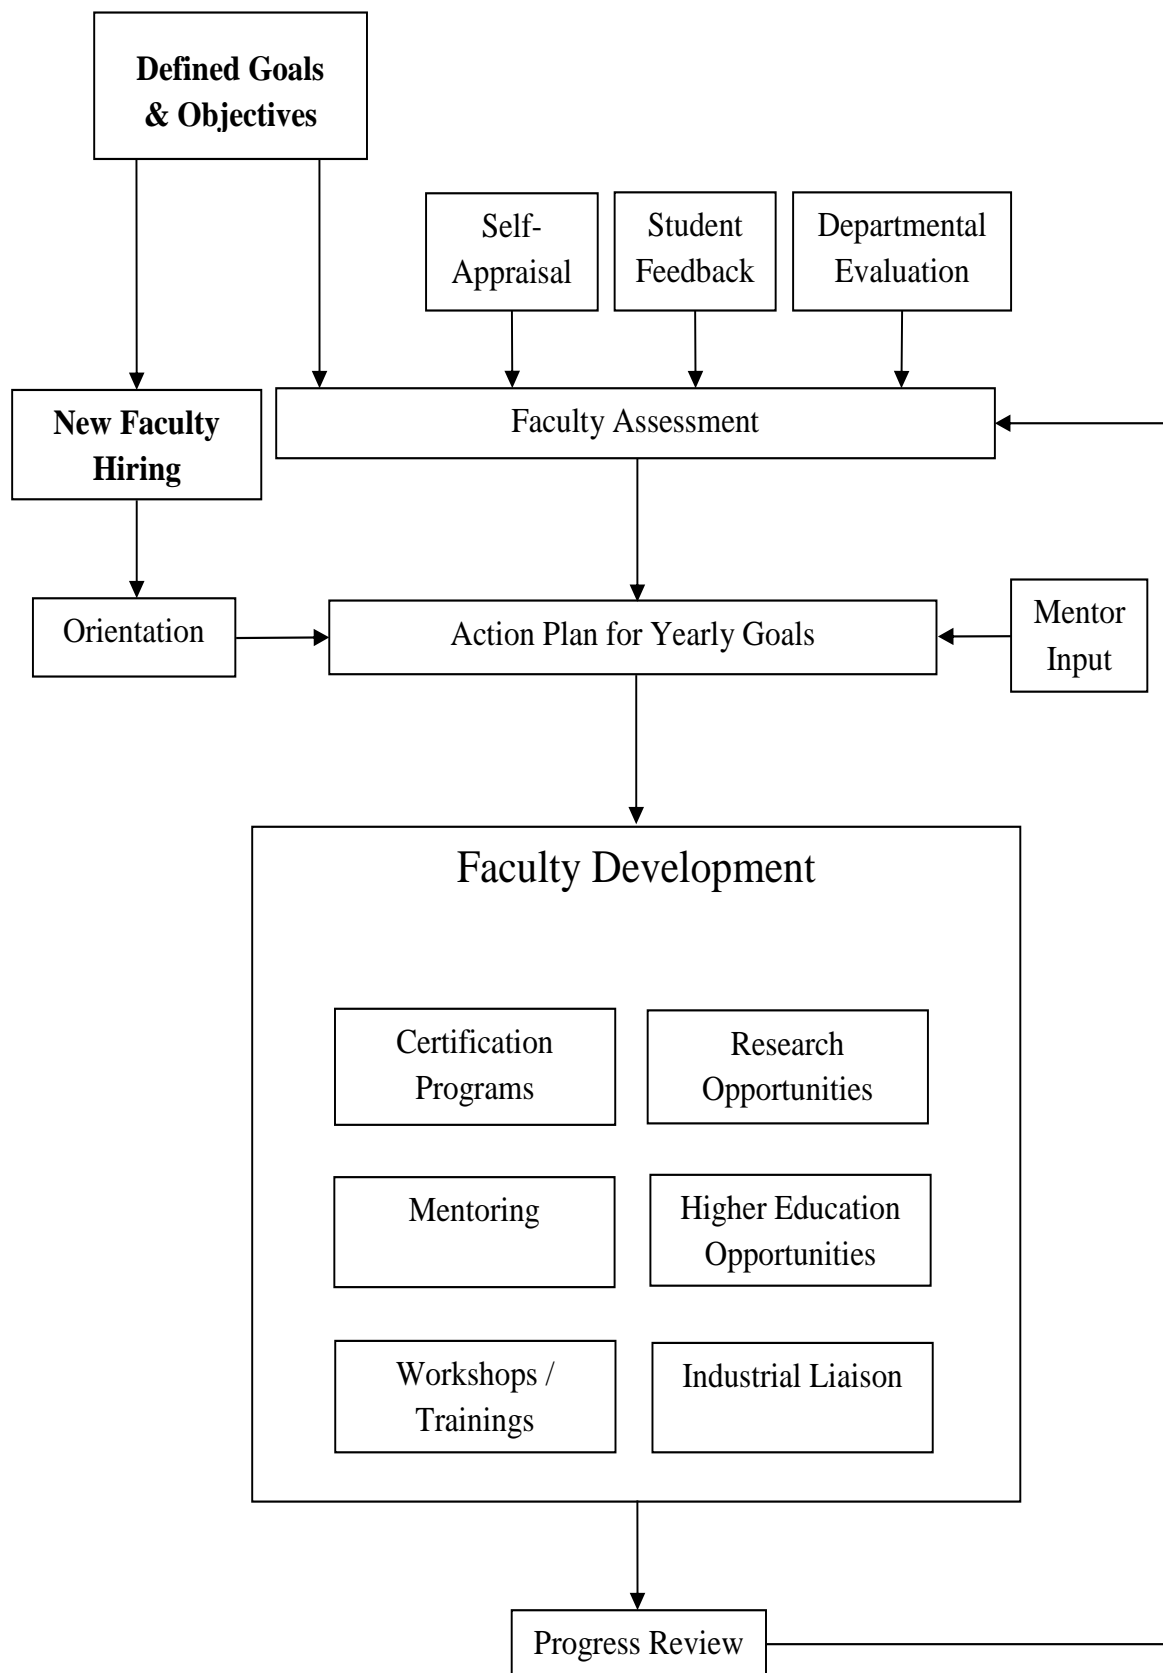 Defined Goals
& Objectives
Self-
Appraisal
Student
Feedback
Departmental
Evaluation
New Faculty
Hiring
Faculty Assessment
Orientation
Action Plan for Yearly Goals
Mentor
Input
Faculty Development
Certification
Programs
Research
Opportunities
Mentoring
Higher Education
Opportunities
Workshops /
Trainings
Industrial Liaison
Progress Review